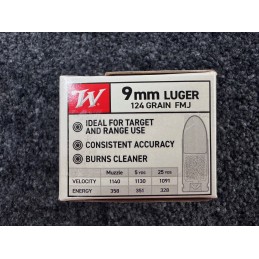 W
9mm LUGER
124 GRAIN FMJ
IDEAL FOR TARGET
AND RANGE USE
CONSISTENT ACCURACY
BURNS CLEANER
Muzzle 5 m 25 m
VELOCITY 1140 1130 1091
ENERGY 358 351 328